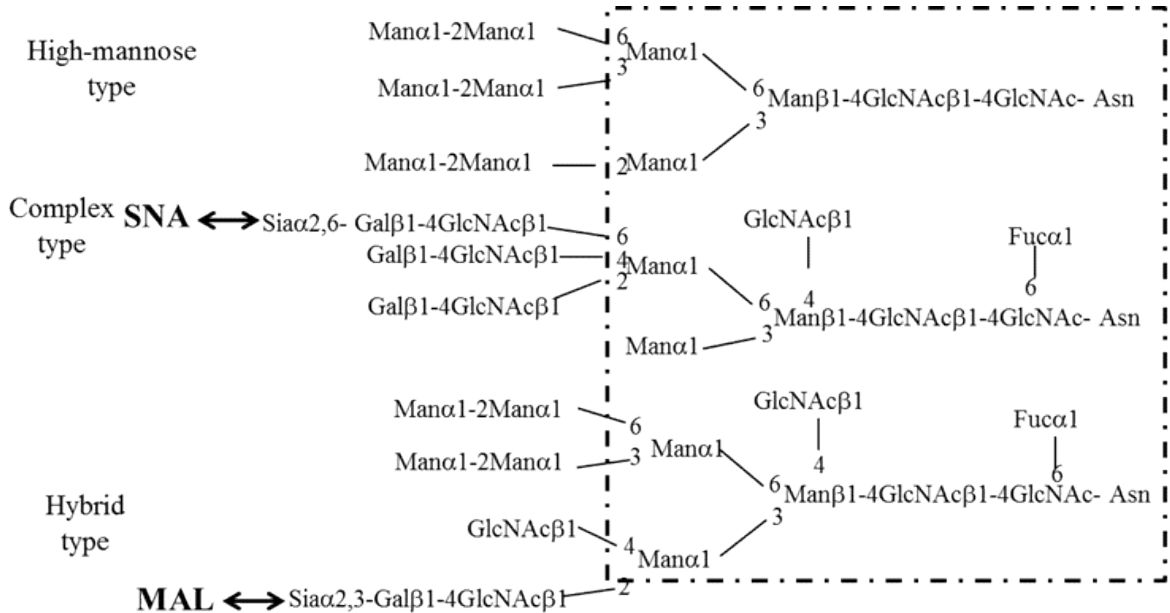 High-mannose
type
Manα1-2Manα1
6
3
Manα1
Manα1-2Manα1
6
3
Manβ1-4GlcNAcβ1-4GlcNAc- Asn
Manα1-2Manα1
2
Manα1
Complex
type
SNA
Siaα2,6- Galβ1-4GlcNAcβ1
6
Galβ1-4GlcNAcβ1
4
Manα1
Galβ1-4GlcNAcβ1
2
GlcNAcβ1
Fucα1
6
4
6
3
Manβ1-4GlcNAcβ1-4GlcNAc- Asn
Manα1
Manα1-2Manα1
6
Manα1-2Manα1
3
Manα1
GlcNAcβ1
Fucα1
4
6
6
3
Manβ1-4GlcNAcβ1-4GlcNAc- Asn
Hybrid
type
GlcNAcβ1
4
Manα1
2
MAL
Siaα2,3-Galβ1-4GlcNAcβ1